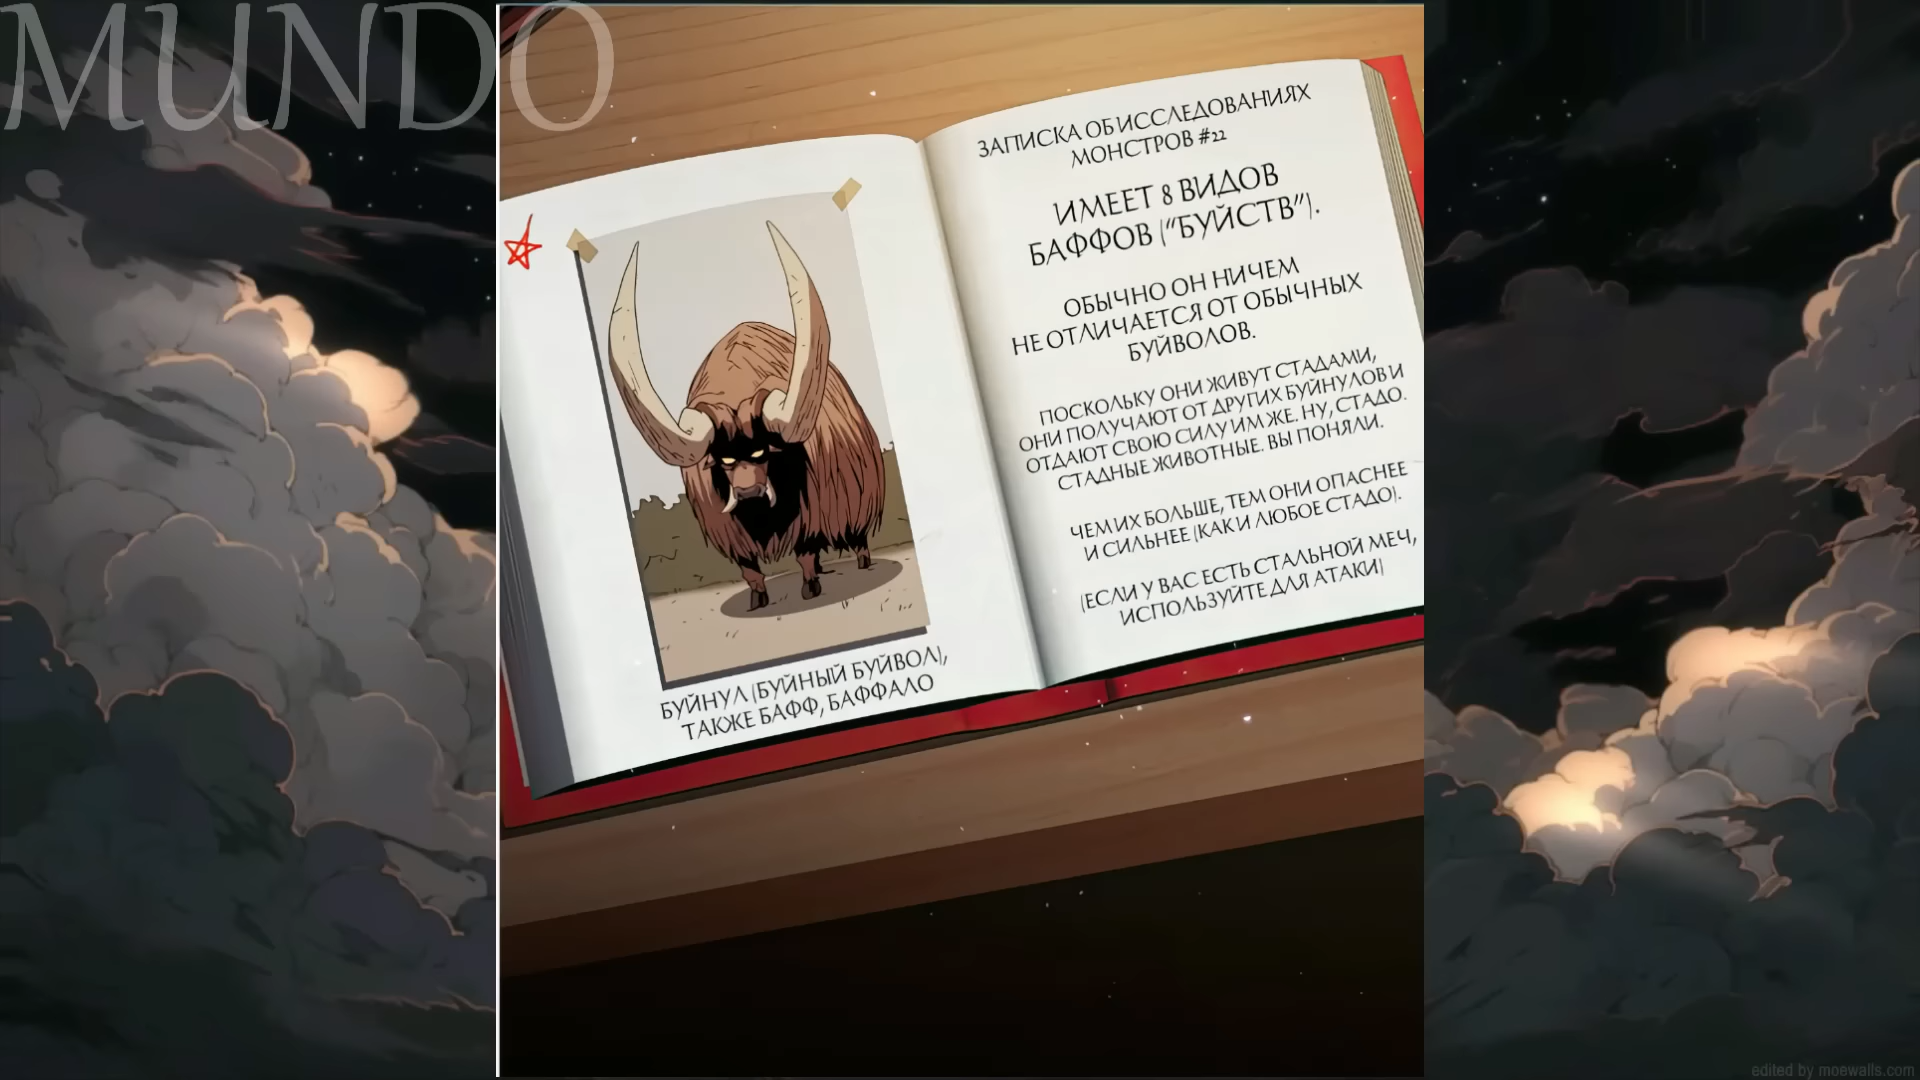 MUNDO
ЗАПИСКА ОБ ИССЛЕДОВАНИЯХ
МОНСТРОВ #22
ИМЕЕТ 8 ВИДОВ
БАФФОВ ("БУЙСТВ").
ОБЫЧНО ОН НИЧЕМ
НЕ ОТЛИЧАЕТСЯ ОТ ОБЫЧНЫХ
БУЙВОЛОВ.
ПОСКОЛЬКУ ОНИ ЖИВУТ СТАДАМИ,
ОНИ ПОЛУЧАЮТ ОТ ДРУГИХ БУЙНУЛОВ И
ОТДАЮТ СВОЮ СИЛУ ИМ ЖЕ. НУ, СТАДО.
СТАДНЫЕ ЖИВОТНЫЕ. ВЫ ПОНЯЛИ.
ЧЕМ ИХ БОЛЬШЕ, ТЕМ ОНИ ОПАСНЕЕ
И СИЛЬНЕЕ (КАК И ЛЮБОЕ СТАДО).
(ЕСЛИ У ВАС ЕСТЬ СТАЛЬНОЙ МЕЧ,
ИСПОЛЬЗУЙТЕ ДЛЯ АТАКИ)
БУЙНУЛ (БУЙНЫЙ БУЙВОЛ),
ТАКЖЕ БАФФ, БАФФАЛО
edited by moewalls.com